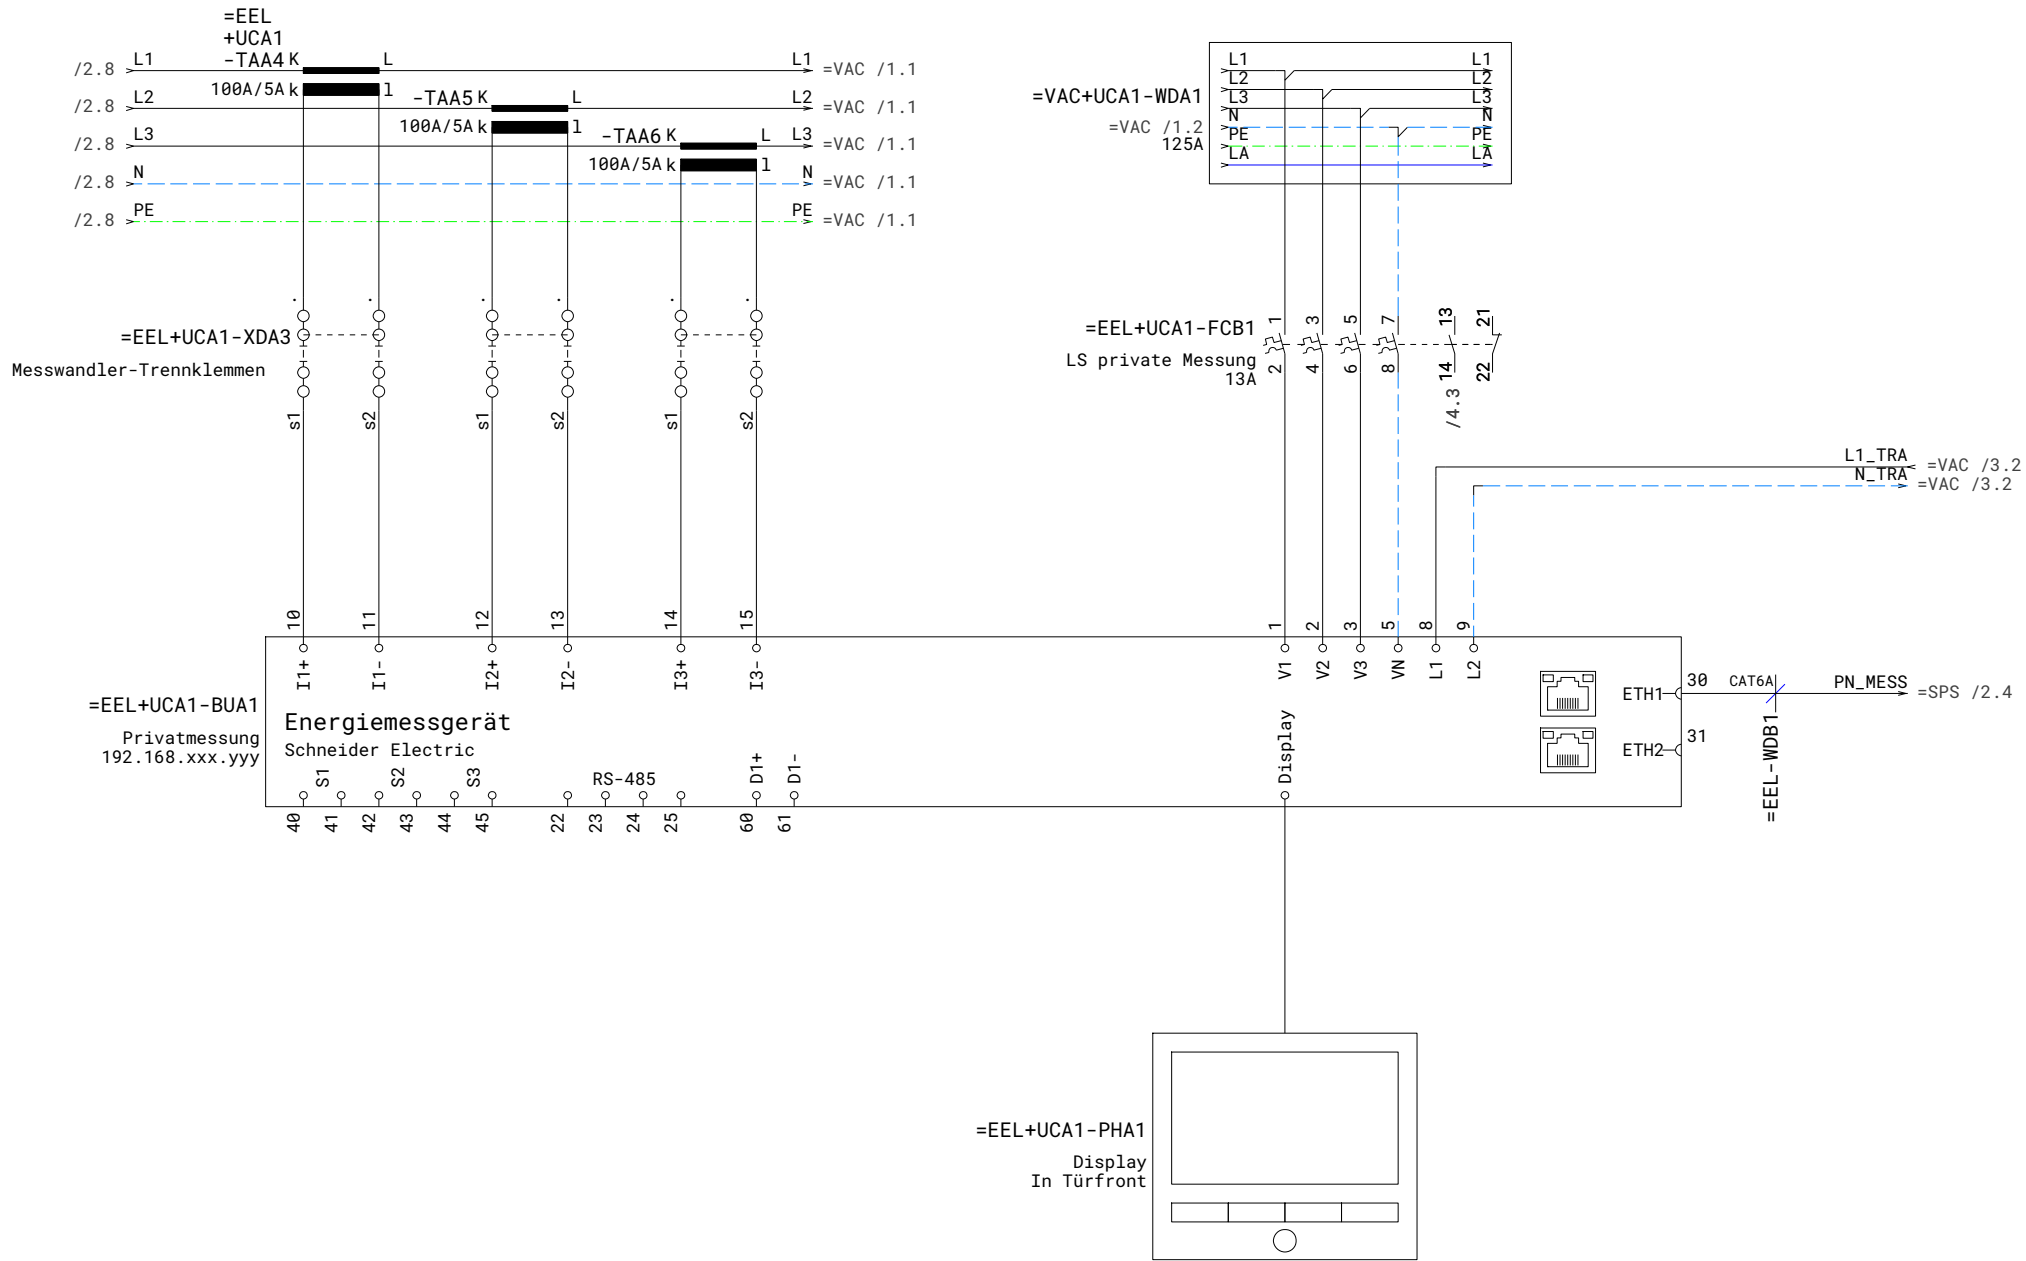 =EEL
+UCA1
-TAA4 K L
100A/5A k l
/2.8 L1 L1 =VAC /1.1
-TAA5 K L
100A/5A k l
/2.8 L2 L2 =VAC /1.1
-TAA6 K L
100A/5A k l
/2.8 L3 L3 =VAC /1.1
/2.8 N N =VAC /1.1
/2.8 PE PE =VAC /1.1
=VAC+UCA1-WDA1
=VAC /1.2
125A
L1 L1
L2 L2
L3 L3
N N
PE PE
LA LA
. . . . . .
=EEL+UCA1-XDA3
Messwandler-Trennklemmen
s1 s2 s1 s2 s1 s2
=EEL+UCA1-FCB1
LS private Messung
13A
1 3 5 7 13 21
2 4 6 8 14 22
/4.3
L1_TRA =VAC /3.2
N_TRA =VAC /3.2
10 11 12 13 14 15 1 2 3 5 8 9
I1+ I1- I2+ I2- I3+ I3- V1 V2 V3 VN L1 L2
=EEL+UCA1-BUA1
Privatmessung
192.168.xxx.yyy
Energiemessgerät
Schneider Electric
ETH1 30 CAT6A PN_MESS =SPS /2.4
ETH2 31
=EEL-WDB1
S1 S2 S3 RS-485 D1+ D1- Display
40 41 42 43 44 45 22 23 24 25 60 61
=EEL+UCA1-PHA1
Display
In Türfront